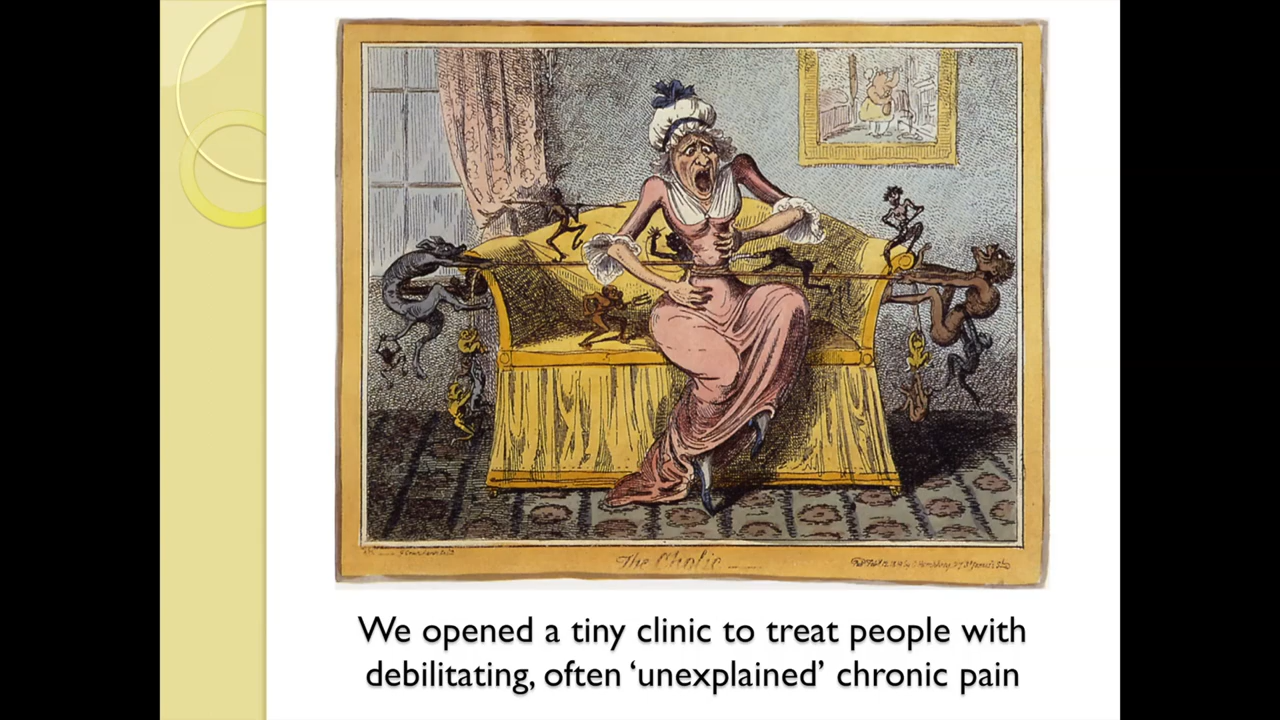 The Cholic
We opened a tiny clinic to treat people with
debilitating, often ‘unexplained’ chronic pain